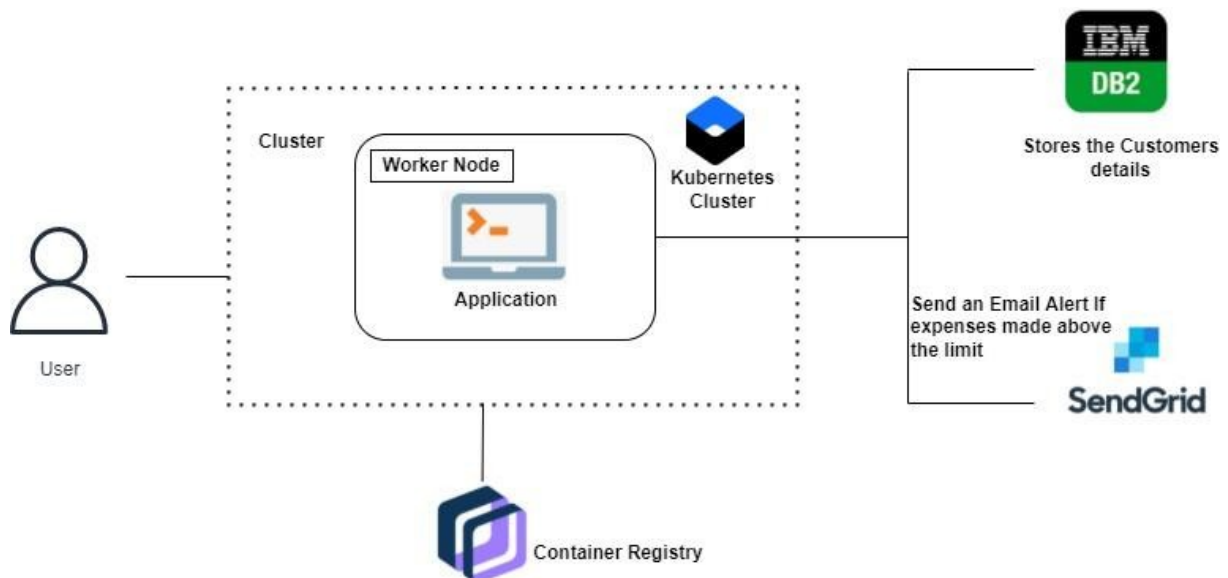 IBM
DB2
Stores the Customers
details
Cluster
Worker Node
Kubernetes
Cluster
Application
User
Send an Email Alert If
expenses made above
the limit
SendGrid
Container Registry